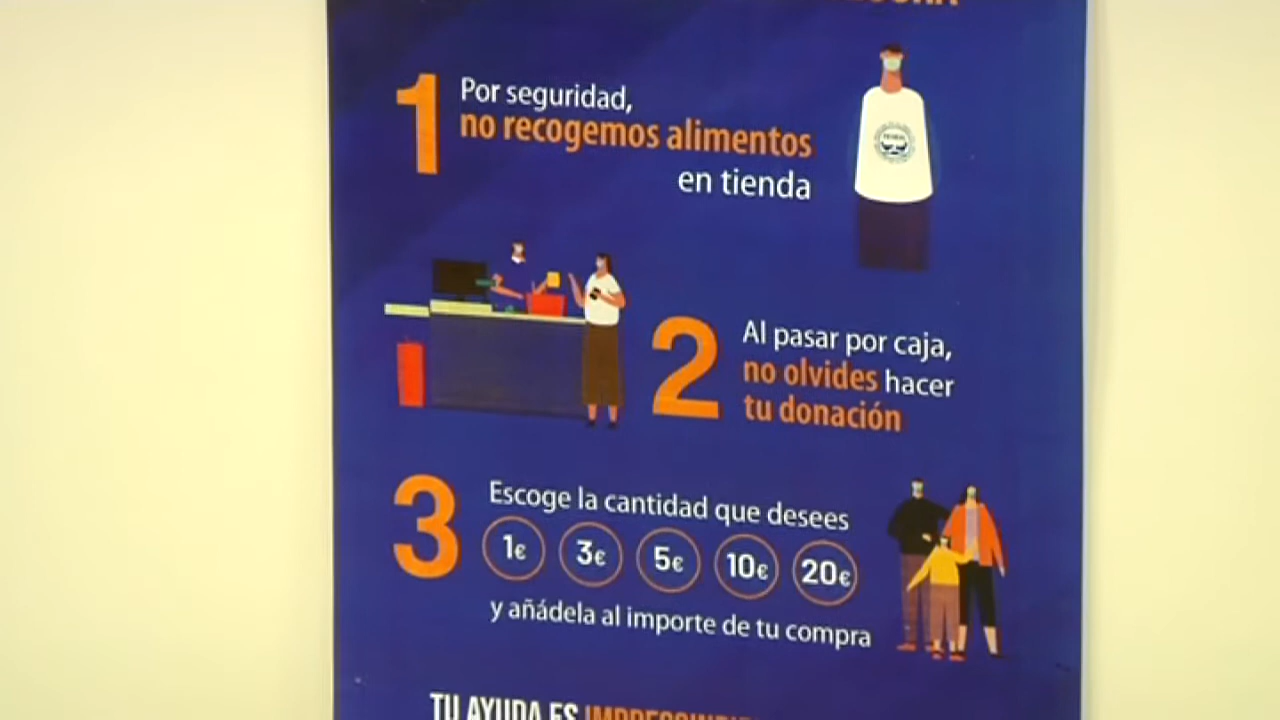 1
Por seguridad,
no recogemos alimentos
en tienda
2
Al pasar por caja,
no olvides hacer
tu donación
3
Escoge la cantidad que desees
1€ 3€ 5€ 10€ 20€
y añádela al importe de tu compra
TU AYUDA ES